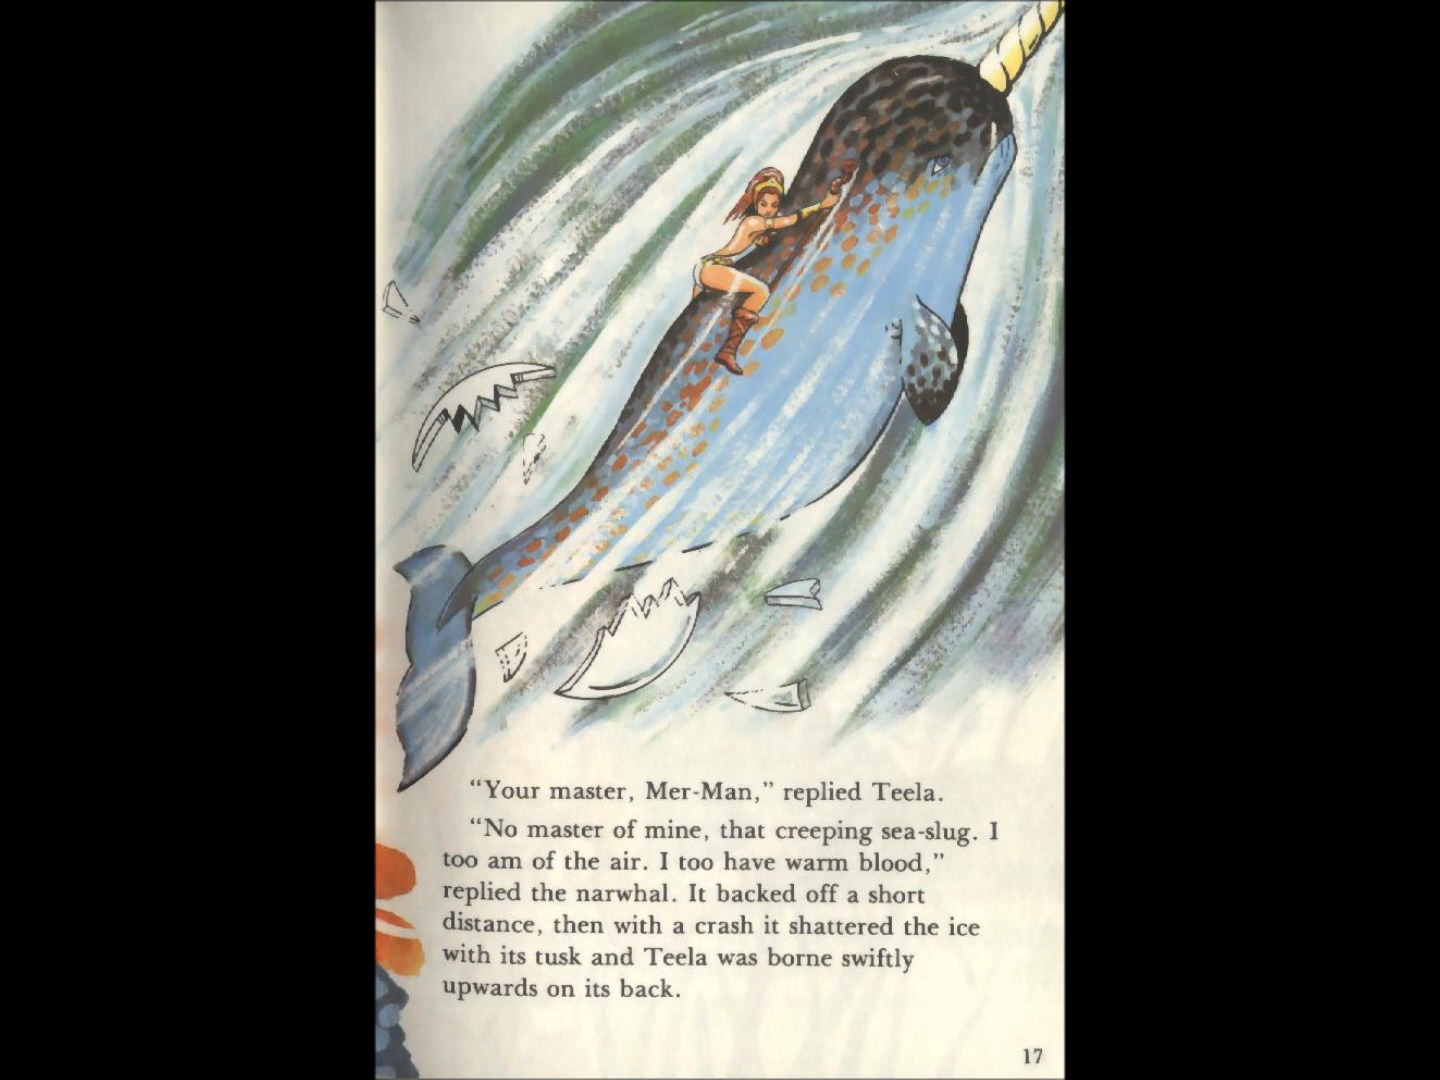 “Your master, Mer-Man,” replied Teela.
“No master of mine, that creeping sea-slug. I
too am of the air. I too have warm blood,”
replied the narwhal. It backed off a short
distance, then with a crash it shattered the ice
with its tusk and Teela was borne swiftly
upwards on its back.
17